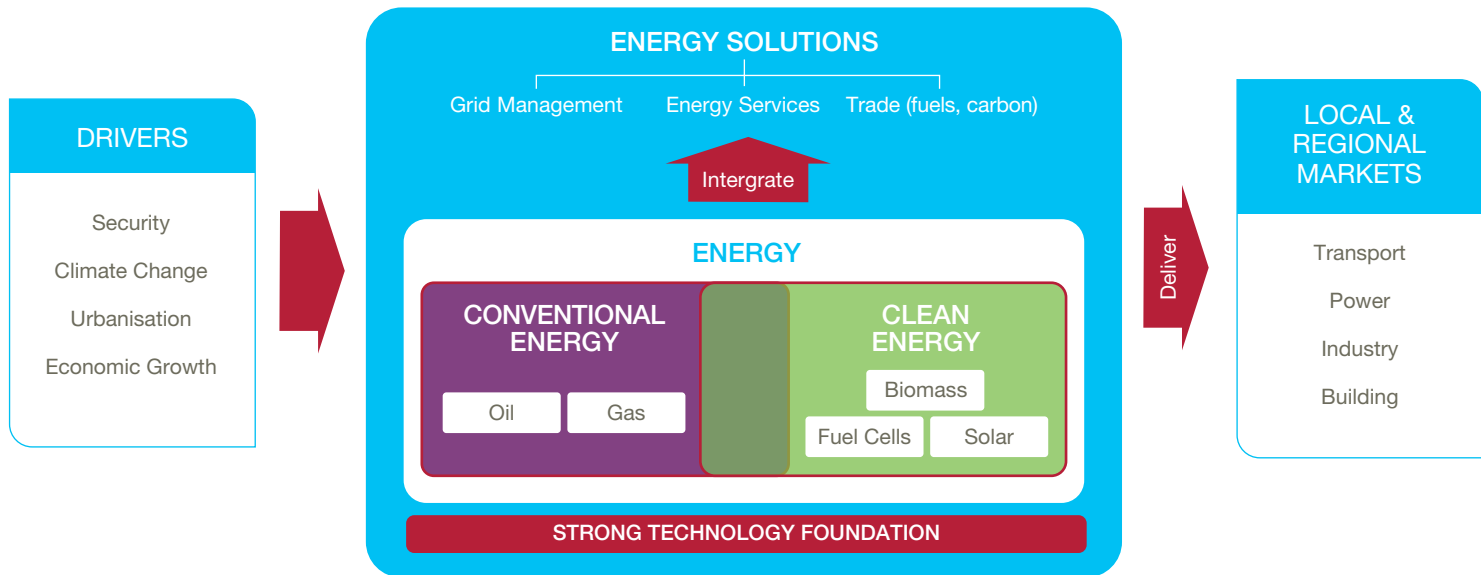 DRIVERS
Security
Climate Change
Urbanisation
Economic Growth
ENERGY SOLUTIONS
Grid Management
Energy Services
Trade (fuels, carbon)
Intergrate
ENERGY
CONVENTIONAL
ENERGY
Oil
Gas
CLEAN
ENERGY
Biomass
Fuel Cells
Solar
STRONG TECHNOLOGY FOUNDATION
Deliver
LOCAL &
REGIONAL
MARKETS
Transport
Power
Industry
Building